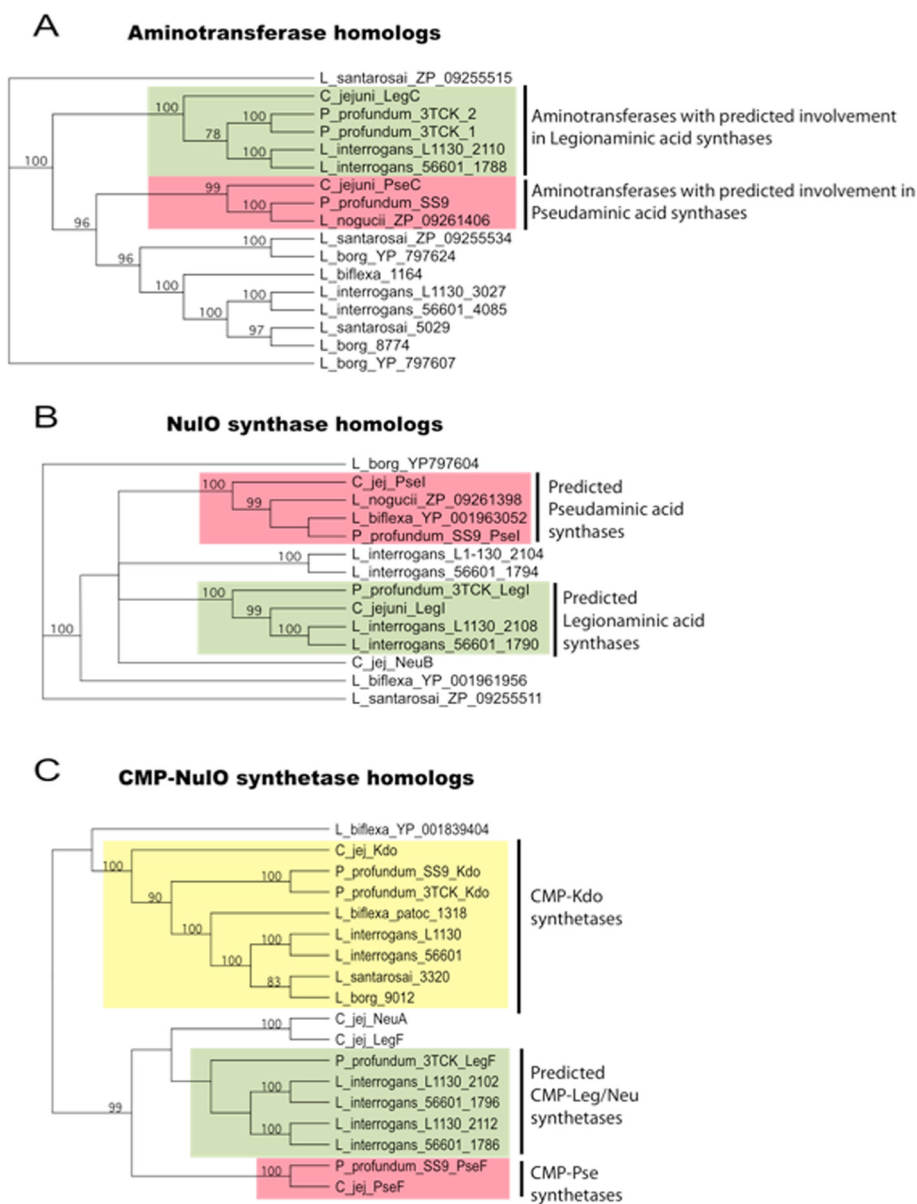 A
Aminotransferase homologs
L_santarosai_ZP_09255515
C_jejuni_LegC
P_profundum_3TCK_2
P_profundum_3TCK_1
L_interrogans_L1130_2110
L_interrogans_56601_1788
C_jejuni_PseC
P_profundum_SS9
L_nogucii_ZP_09261406
L_santarosai_ZP_09255534
L_borg_YP_797624
L_biflexa_1164
L_interrogans_L1130_3027
L_interrogans_56601_4085
L_santarosai_5029
L_borg_8774
L_borg_YP_797607
100
100
100
78
100
99
100
96
100
96
100
100
100
97
Aminotransferases with predicted involvement
in Legionaminic acid synthases
Aminotransferases with predicted involvement in
Pseudaminic acid synthases
B
NulO synthase homologs
L_borg_YP797604
C_jej_PseI
L_nogucii_ZP_09261398
L_biflexa_YP_001963052
P_profundum_SS9_PseI
L_interrogans_L1-130_2104
L_interrogans_56601_1794
P_profundum_3TCK_LegI
C_jejuni_LegI
L_interrogans_L1130_2108
L_interrogans_56601_1790
C_jej_NeuB
L_biflexa_YP_001961956
L_santarosai_ZP_09255511
100
99
100
100
99
100
100
Predicted
Pseudaminic acid
synthases
Predicted
Legionaminic acid
synthases
C
CMP-NulO synthetase homologs
L_biflexa_YP_001839404
C_jej_Kdo
P_profundum_SS9_Kdo
P_profundum_3TCK_Kdo
L_biflexa_patoc_1318
L_interrogans_L1130
L_interrogans_56601
L_santarosai_3320
L_borg_9012
C_jej_NeuA
C_jej_LegF
P_profundum_3TCK_LegF
L_interrogans_L1130_2102
L_interrogans_56601_1796
L_interrogans_L1130_2112
L_interrogans_56601_1786
P_profundum_SS9_PseF
C_jej_PseF
100
100
90
100
100
100
83
100
100
99
100
100
CMP-Kdo
synthetases
Predicted
CMP-Leg/Neu
synthetases
CMP-Pse
synthetases